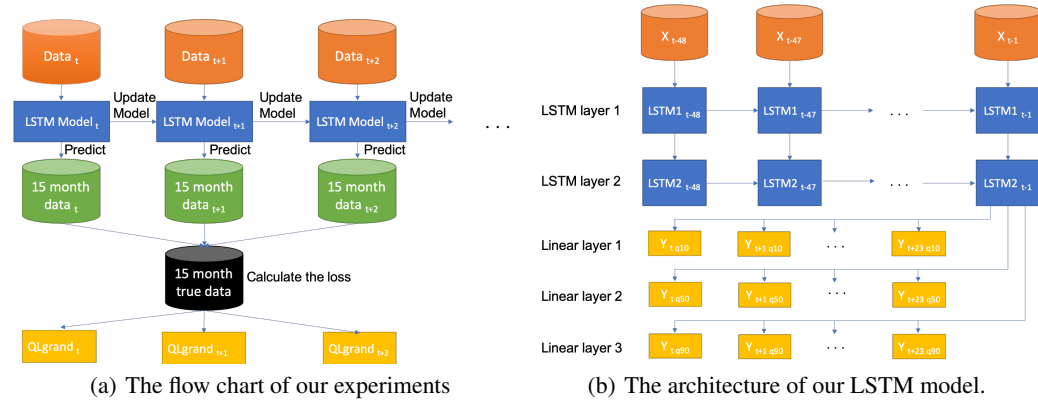 Data t
Data t+1
Data t+2
Update Model
Update Model
Update Model
LSTM Model t
LSTM Model t+1
LSTM Model t+2
. . .
Predict
Predict
Predict
15 month data t
15 month data t+1
15 month data t+2
15 month true data
Calculate the loss
QLgrand t
QLgrand t+1
QLgrand t+2
(a) The flow chart of our experiments
X t-48
X t-47
X t-1
LSTM layer 1
LSTM1 t-48
LSTM1 t-47
. . .
LSTM1 t-1
LSTM layer 2
LSTM2 t-48
LSTM2 t-47
. . .
LSTM2 t-1
Linear layer 1
Y t q10
Y t+1 q10
. . .
Y t+23 q10
Linear layer 2
Y t q50
Y t+1 q50
. . .
Y t+23 q50
Linear layer 3
Y t q90
Y t+1 q90
. . .
Y t+23 q90
(b) The architecture of our LSTM model.